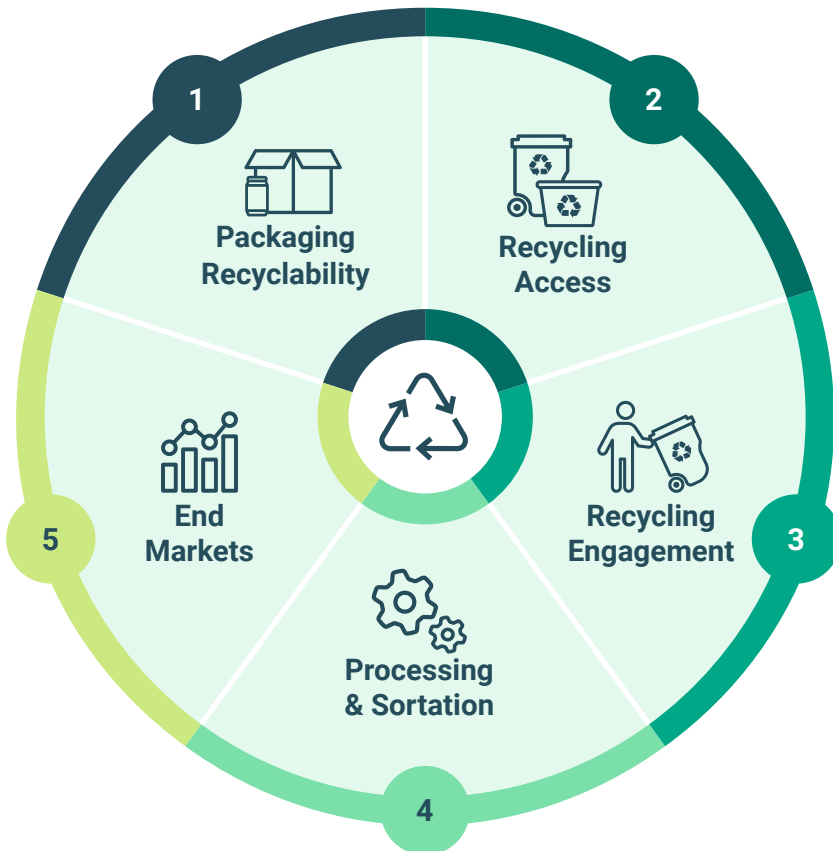 1
Packaging
Recyclability
2
Recycling
Access
3
Recycling
Engagement
4
Processing
& Sortation
5
End
Markets